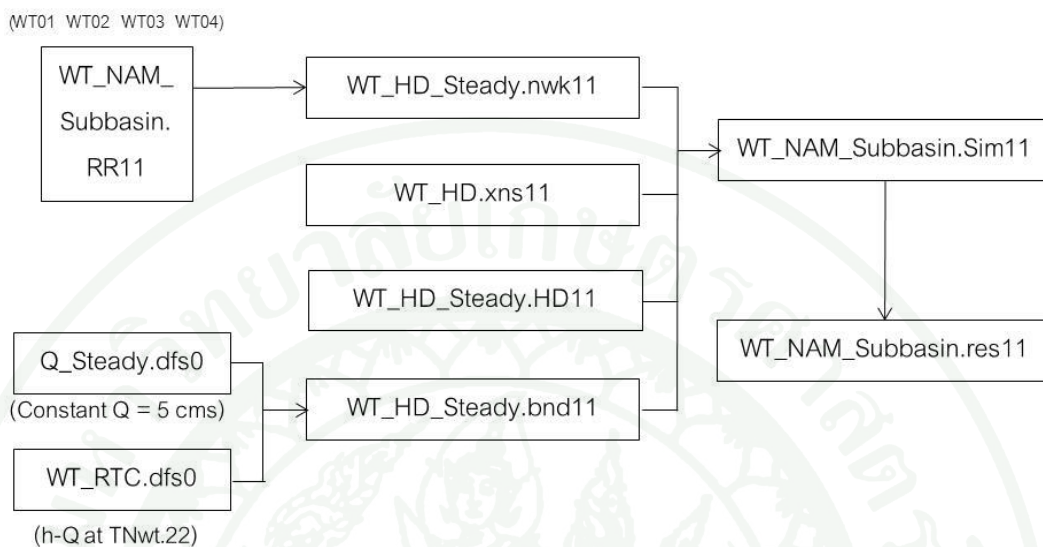 (WT01 WT02 WT03 WT04)
WT_NAM_
Subbasin.
RR11
WT_HD_Steady.nwk11
WT_HD.xns11
WT_HD_Steady.HD11
Q_Steady.dfs0
(Constant Q = 5 cms)
WT_RTC.dfs0
(h-Q at TNwt.22)
WT_HD_Steady.bnd11
WT_NAM_Subbasin.Sim11
WT_NAM_Subbasin.res11